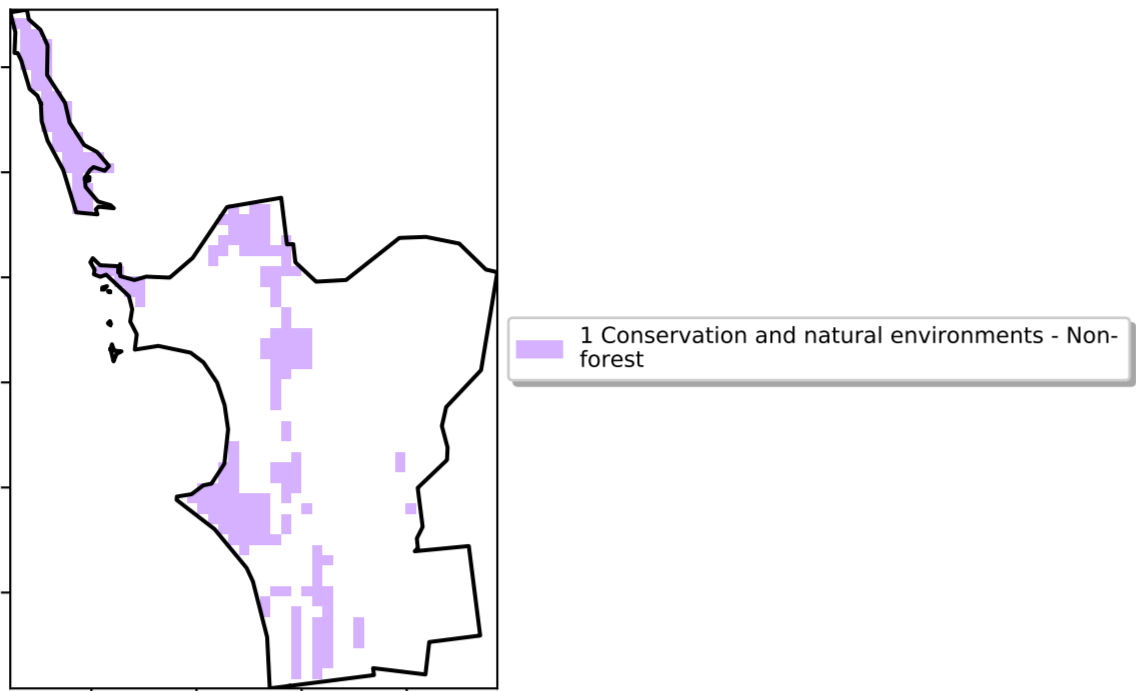 1 Conservation and natural environments - Non-
forest